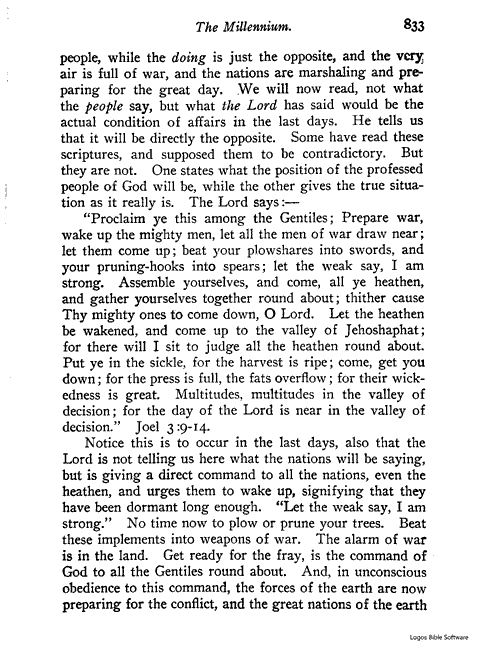 The Millennium. 833
people, while the doing is just the opposite, and the very,
air is full of war, and the nations are marshaling and pre-
paring for the great day. We will now read, not what
the people say, but what the Lord has said would be the
actual condition of affairs in the last days. He tells us
that it will be directly the opposite. Some have read these
scriptures, and supposed them to be contradictory. But
they are not. One states what the position of the professed
people of God will be, while the other gives the true situa-
tion as it really is. The Lord says:—
"Proclaim ye this among the Gentiles; Prepare war,
wake up the mighty men, let all the men of war draw near;
let them come up; beat your plowshares into swords, and
your pruning-hooks into spears; let the weak say, I am
strong. Assemble yourselves, and come, all ye heathen,
and gather yourselves together round about; thither cause
Thy mighty ones to come down, O Lord. Let the heathen
be wakened, and come up to the valley of Jehoshaphat;
for there will I sit to judge all the heathen round about.
Put ye in the sickle, for the harvest is ripe; come, get you
down; for the press is full, the fats overflow; for their wick-
edness is great. Multitudes, multitudes in the valley of
decision; for the day of the Lord is near in the valley of
decision." Joel 3:9-14.
Notice this is to occur in the last days, also that the
Lord is not telling us here what the nations will be saying,
but is giving a direct command to all the nations, even the
heathen, and urges them to wake up, signifying that they
have been dormant long enough. "Let the weak say, I am
strong." No time now to plow or prune your trees. Beat
these implements into weapons of war. The alarm of war
is in the land. Get ready for the fray, is the command of
God to all the Gentiles round about. And, in unconscious
obedience to this command, the forces of the earth are now
preparing for the conflict, and the great nations of the earth
Logos Bible Software